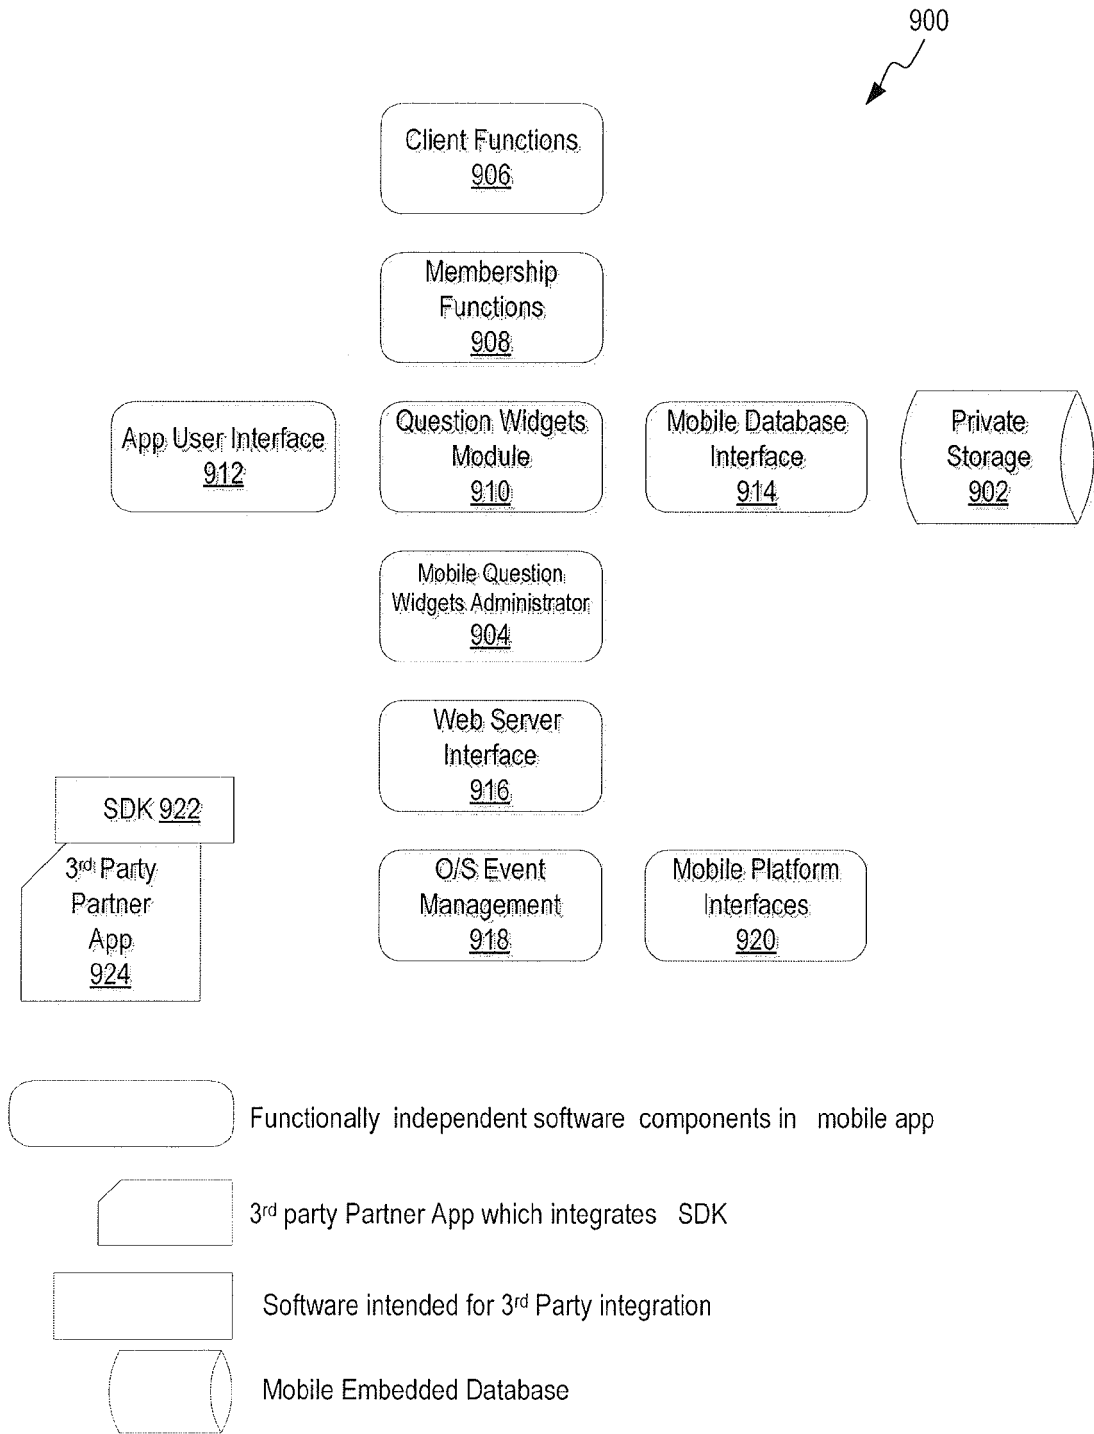 900
Client Functions
906
Membership
Functions
908
App User Interface
912
Question Widgets
Module
910
Mobile Database
Interface
914
Private
Storage
902
Mobile Question
Widgets Administrator
904
Web Server
Interface
916
SDK 922
3rd Party
Partner
App
924
O/S Event
Management
918
Mobile Platform
Interfaces
920
Functionally independent software components in mobile app
3rd party Partner App which integrates SDK
Software intended for 3rd Party integration
Mobile Embedded Database